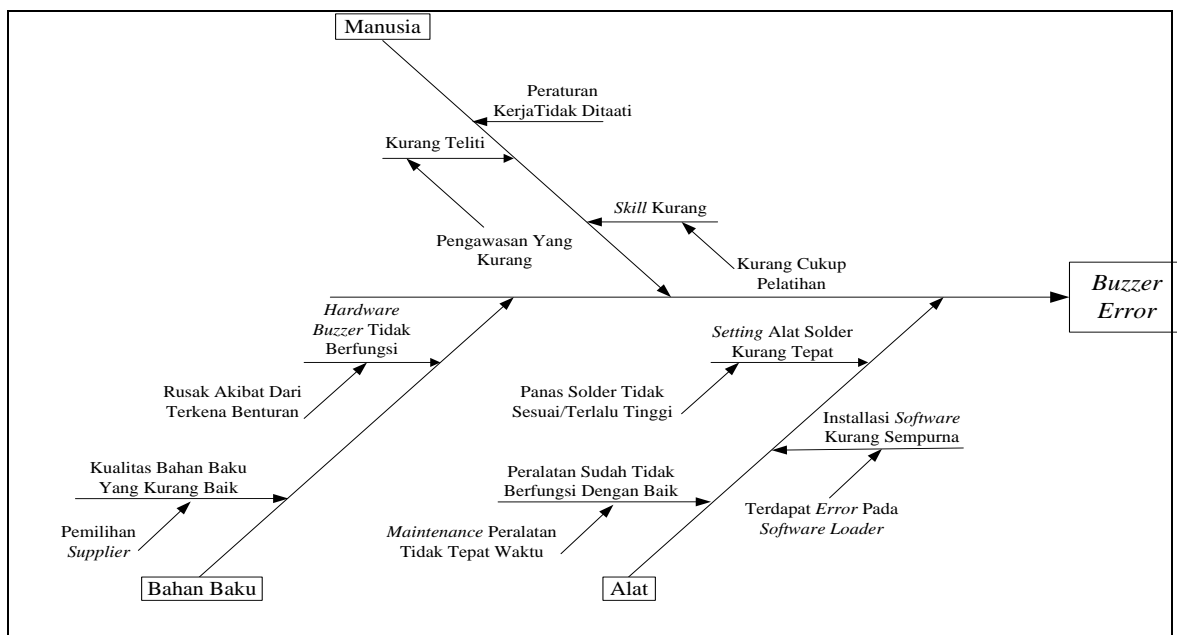 Manusia
Peraturan
KerjaTidak Ditaati
Kurang Teliti
Skill Kurang
Pengawasan Yang
Kurang
Kurang Cukup
Pelatihan
Buzzer
Error
Hardware
Buzzer Tidak
Berfungsi
Setting Alat Solder
Kurang Tepat
Rusak Akibat Dari
Terkena Benturan
Panas Solder Tidak
Sesuai/Terlalu Tinggi
Installasi Software
Kurang Sempurna
Kualitas Bahan Baku
Yang Kurang Baik
Peralatan Sudah Tidak
Berfungsi Dengan Baik
Pemilihan
Supplier
Maintenance Peralatan
Tidak Tepat Waktu
Terdapat Error Pada
Software Loader
Bahan Baku
Alat